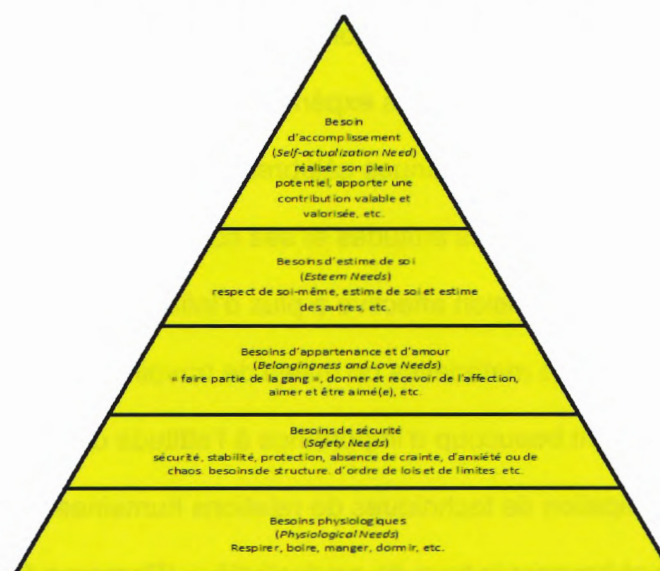 Besoin
d'accomplissement
(Self-actualization Need)
réaliser son plein
potentiel, apporter une
contribution valable et
valorisée, etc.
Besoins d'estime de soi
(Esteem Needs)
respect de soi-même, estime de soi et estime
des autres, etc.
Besoins d'appartenance et d'amour
(Belongingness and Love Needs)
« faire partie de la gang », donner et recevoir de l'affection,
aimer et être aimé(e), etc.
Besoins de sécurité
(Safety Needs)
sécurité, stabilité, protection, absence de crainte, d'anxiété ou de
chaos. besoins de structure. d'ordre de lois et de limites. etc.
Besoins physiologiques
(Physiological Needs)
Respirer, boire, manger, dormir, etc.